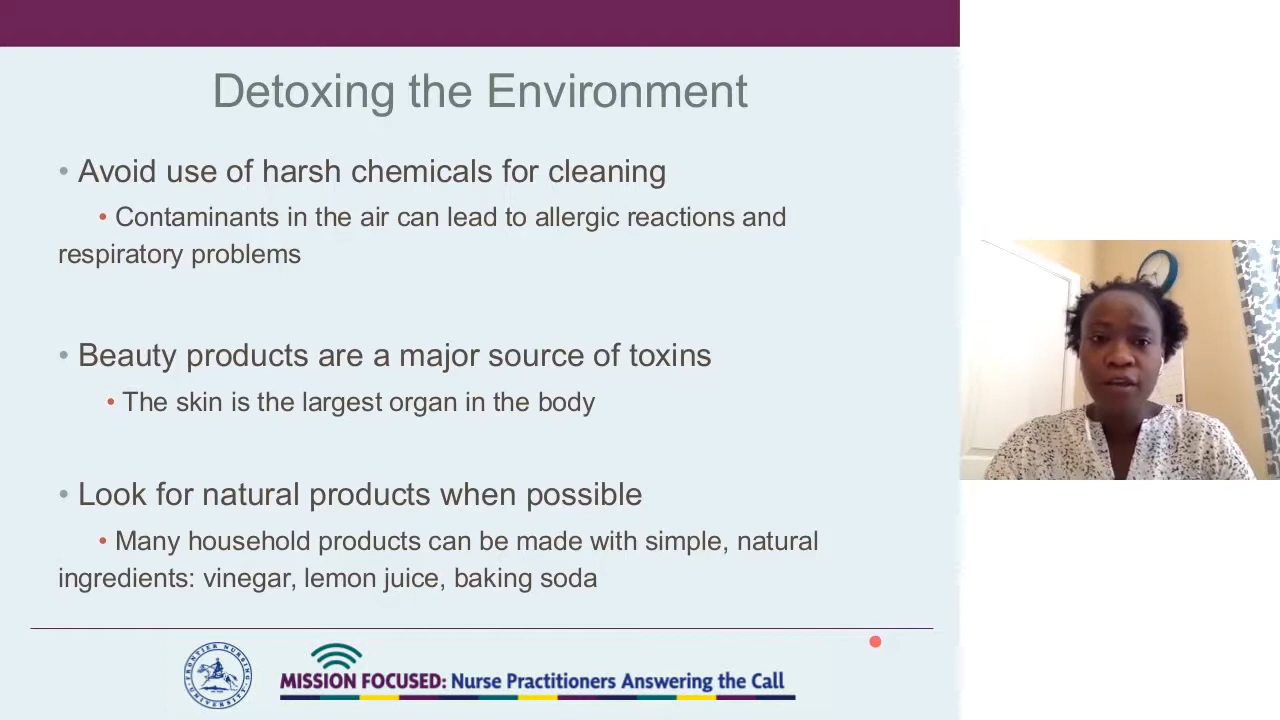 Detoxing the Environment
• Avoid use of harsh chemicals for cleaning
• Contaminants in the air can lead to allergic reactions and
respiratory problems
• Beauty products are a major source of toxins
• The skin is the largest organ in the body
• Look for natural products when possible
• Many household products can be made with simple, natural
ingredients: vinegar, lemon juice, baking soda
FRONTIER NURSING UNIVERSITY
MISSION FOCUSED: Nurse Practitioners Answering the Call